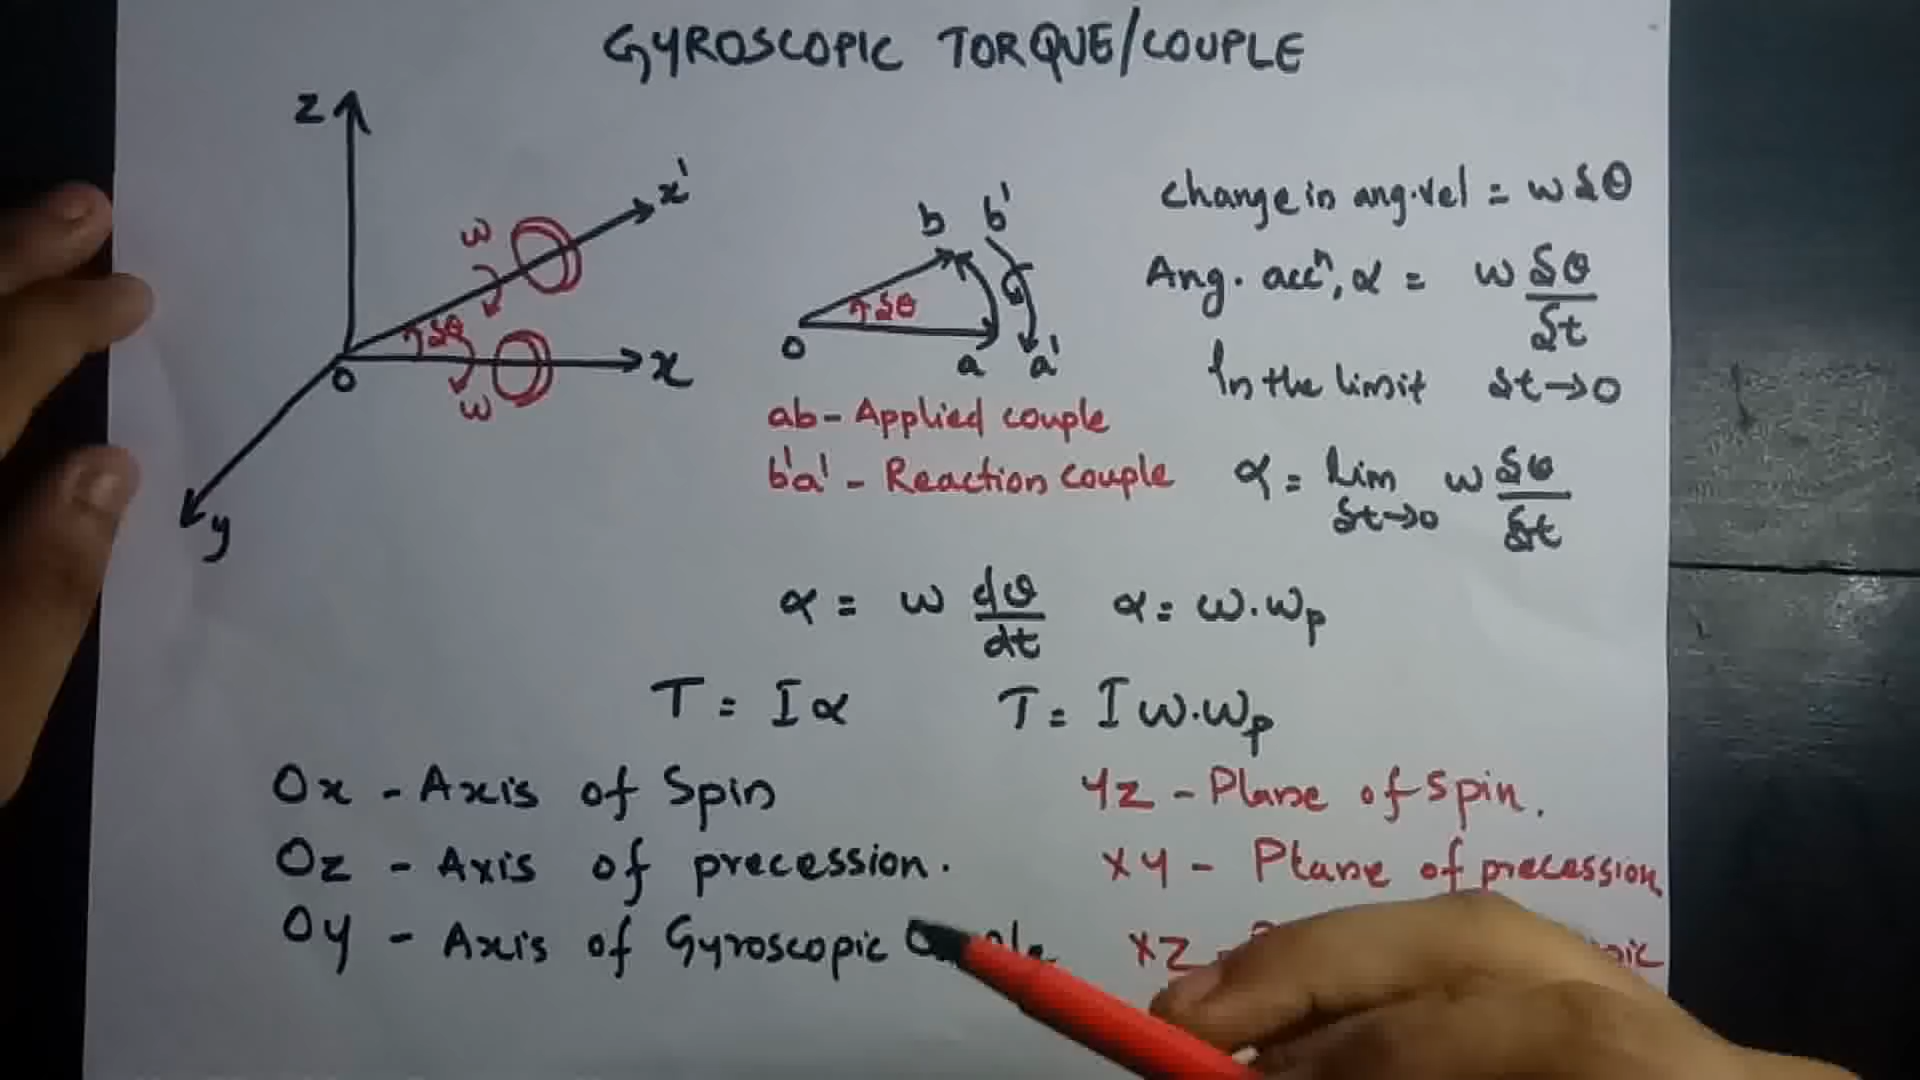 GYROSCOPIC TORQUE/COUPLE
z
x'
ω
δθ
ω
x
o
y
b b'
δθ
o
a a'
ab - Applied couple
b'a' - Reaction couple
Change in ang.vel = ω δθ
Ang. accⁿ, α = ω δθ/δt
In the limit δt→0
α = Lim δt→0 ω δθ/δt
α = ω dθ/dt α = ω.ωp
T = Iα T = I ω.ωp
Ox - Axis of Spin
Oz - Axis of precession.
Oy - Axis of Gyroscopic
YZ - Plane of spin.
XY - Plane of precession
XZ -